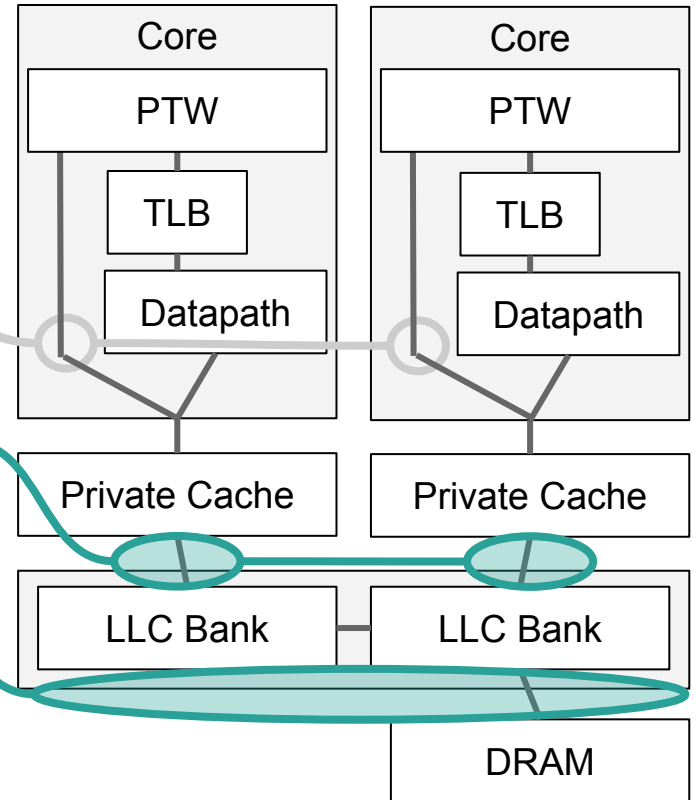 Core
Core
PTW
PTW
TLB
TLB
Datapath
Datapath
Private Cache
Private Cache
LLC Bank
LLC Bank
DRAM